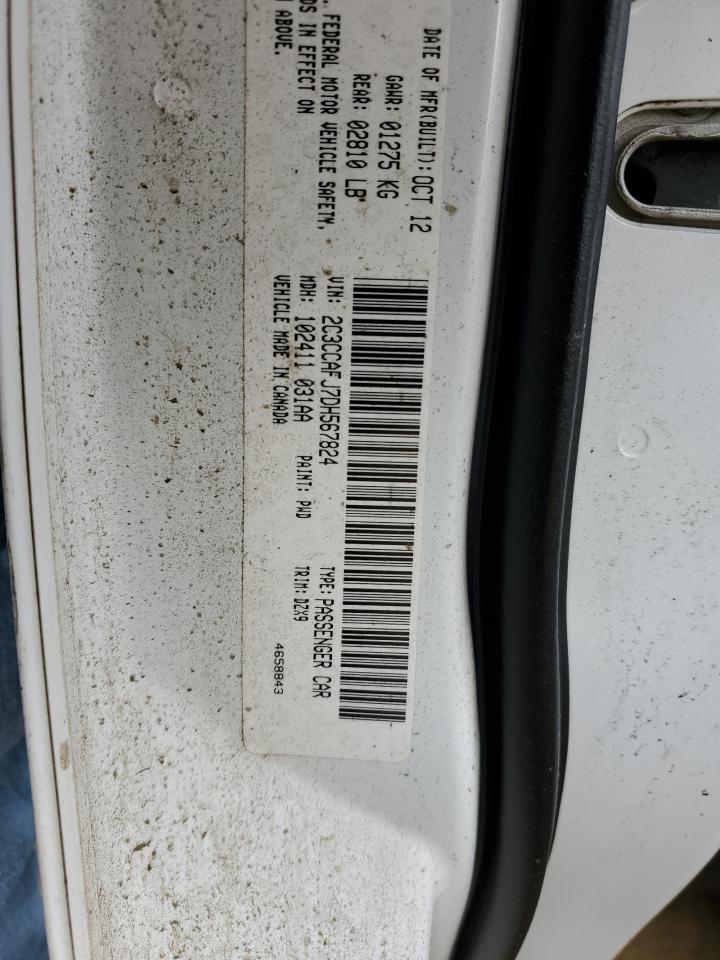 DATE OF MFR(BUILT): OCT 12
GAWR: 01275 KG
REAR: 02810 LB
. FEDERAL MOTOR VEHICLE SAFETY,
DS IN EFFECT ON
ABOVE.
VIN: 2C3CCAFJ7DH567824
TYPE: PASSENGER CAR
MDH: 102411 031AA PAINT: PWD TRIM: DZX9
VEHICLE MADE IN CANADA
4658843